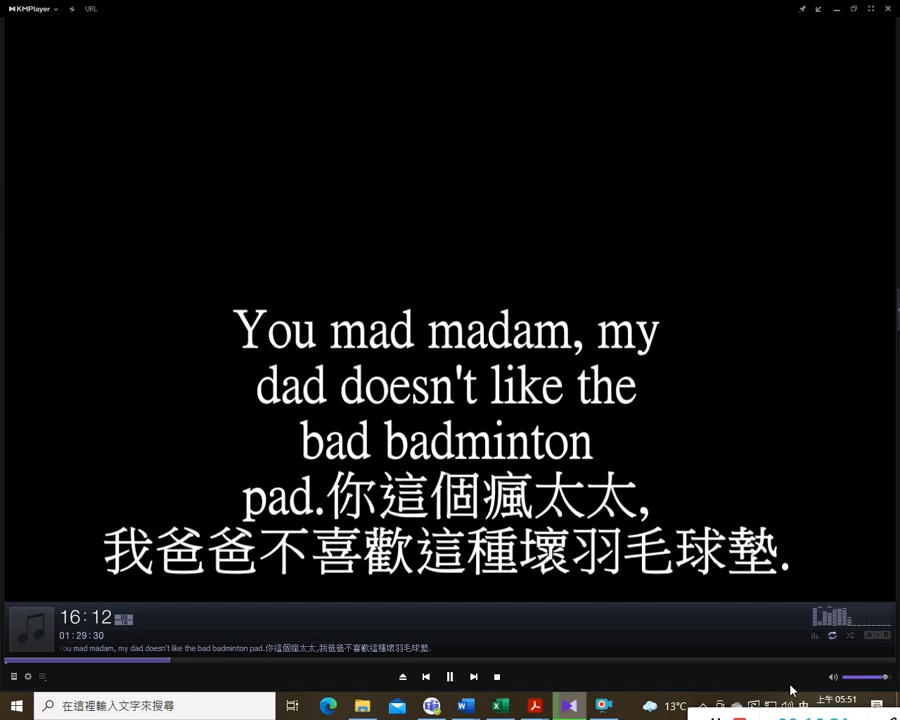 KMPlayer
URL
You mad madam, my
dad doesn't like the
bad badminton
pad.你這個瘋太太,
我爸爸不喜歡這種壞羽毛球墊.
16:12
01:29:30
ou mad madam, my dad doesn't like the bad badminton pad.你這個瘋太太,我爸爸不喜歡這種壞羽毛球墊.
在這裡輸入文字來搜尋
13°C
中
上午 05:51